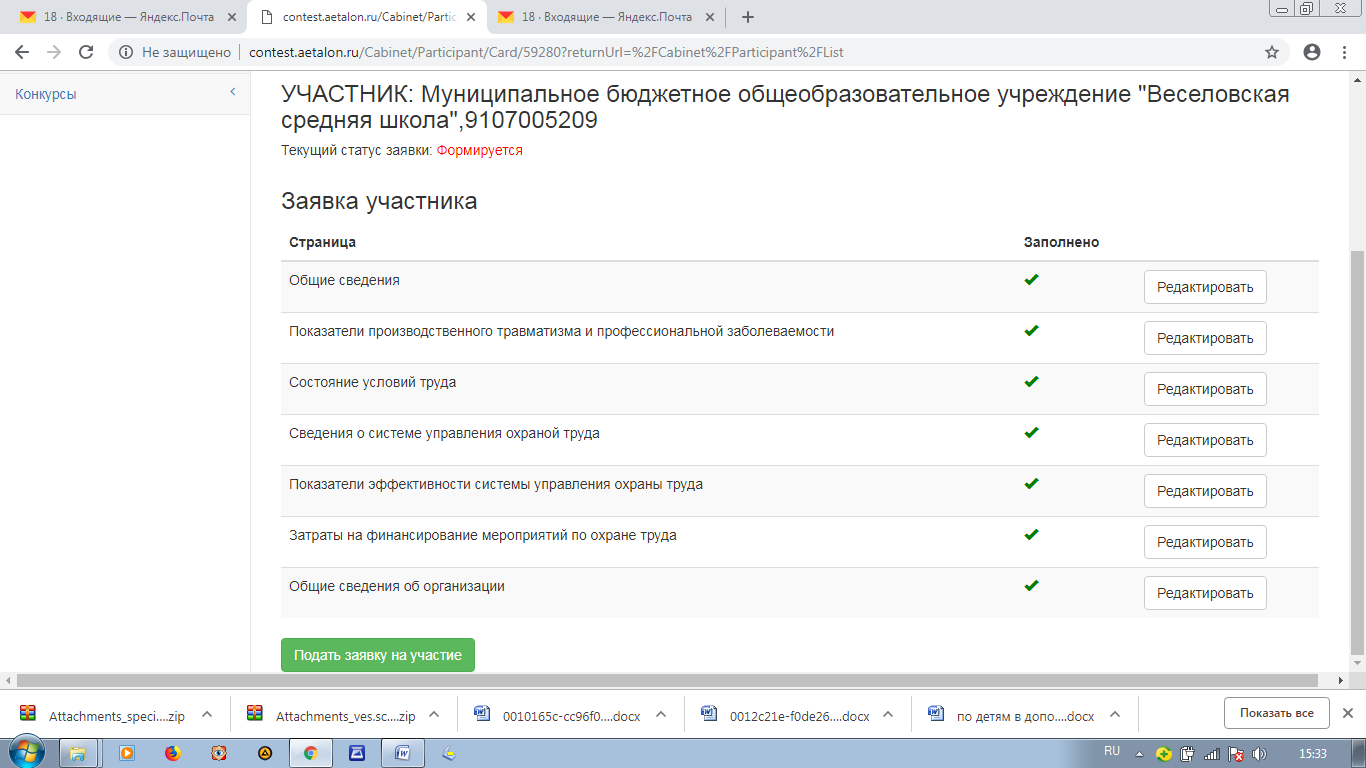 18 · Входящие — Яндекс.Почта
contest.aetalon.ru/Cabinet/Partic
18 · Входящие — Яндекс.Почта
Не защищено
contest.aetalon.ru/Cabinet/Participant/Card/59280?returnUrl=%2FCabinet%2FParticipant%2FList
Конкурсы
УЧАСТНИК: Муниципальное бюджетное общеобразовательное учреждение "Веселовская
средняя школа",9107005209
Текущий статус заявки: Формируется
Заявка участника
Страница Заполнено
Общие сведения Редактировать
Показатели производственного травматизма и профессиональной заболеваемости Редактировать
Состояние условий труда Редактировать
Сведения о системе управления охраной труда Редактировать
Показатели эффективности системы управления охраны труда Редактировать
Затраты на финансирование мероприятий по охране труда Редактировать
Общие сведения об организации Редактировать
Подать заявку на участие
Attachments_speci....zip Attachments_ves.sc....zip 0010165c-cc96f0....docx 0012c21e-f0de26....docx по детям в допо....docx Показать все
RU 15:33